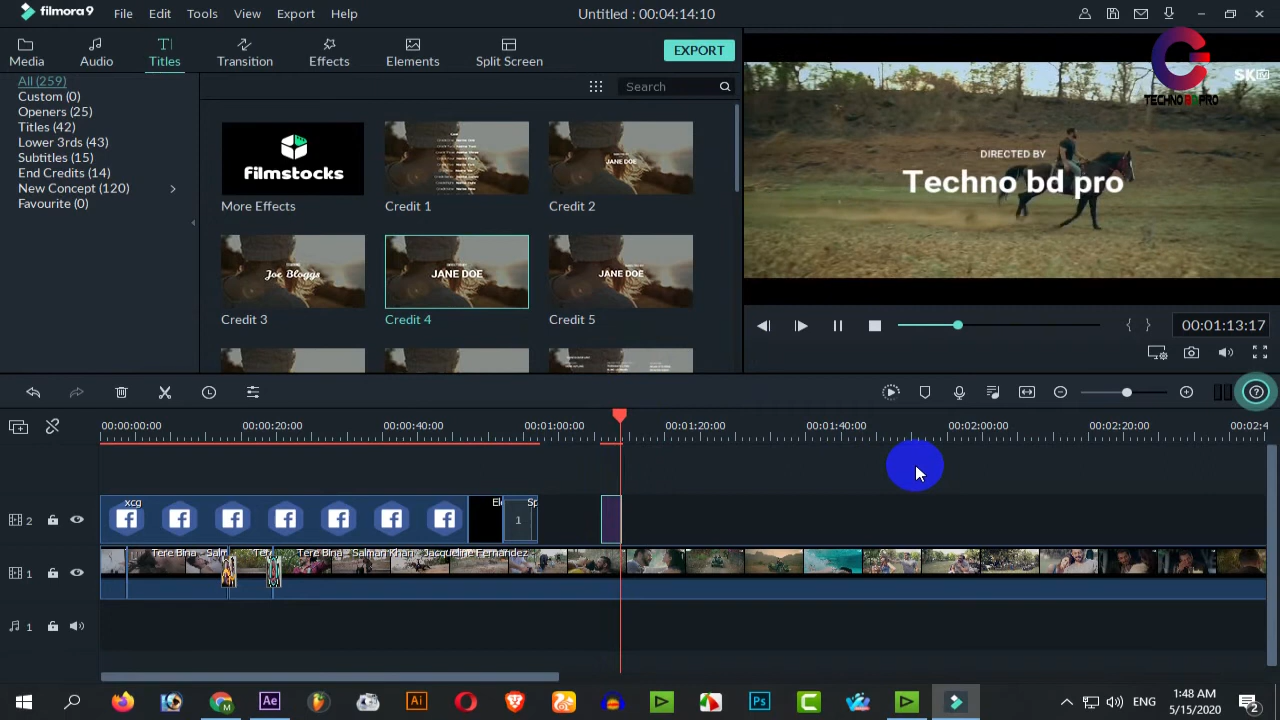 filmora9
File
Edit
Tools
View
Export
Help
Untitled : 00:04:14:10
Media
Audio
Titles
Transition
Effects
Elements
Split Screen
EXPORT
All (259)
Custom (0)
Openers (25)
Titles (42)
Lower 3rds (43)
Subtitles (15)
End Credits (14)
New Concept (120)
Favourite (0)
Search
filmstocks
More Effects
Credit 1
JANE DOE
Credit 2
Joe Bloggs
Credit 3
JANE DOE
Credit 4
JANE DOE
Credit 5
SK
TECHNO BD PRO
DIRECTED BY
Techno bd pro
00:01:13:17
00:00:00:00
00:00:20:00
00:00:40:00
00:01:00:00
00:01:20:00
00:01:40:00
00:02:00:00
00:02:20:00
00:02:4
2
xcg
1
1
Tere Bina - Salman Khan - Jacqueline Fernandez
1
Ae
Ai
Ps
ENG
1:48 AM
5/15/2020
2